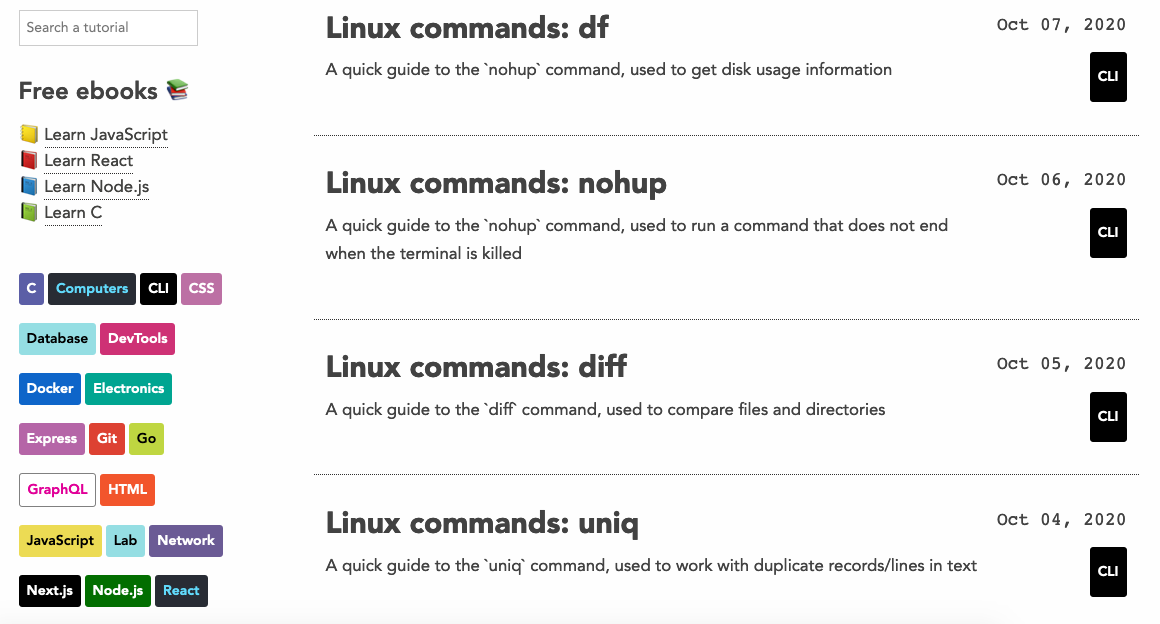 Search a tutorial
Free ebooks
Learn JavaScript
Learn React
Learn Node.js
Learn C
C Computers CLI CSS
Database DevTools
Docker Electronics
Express Git Go
GraphQL HTML
JavaScript Lab Network
Next.js Node.js React
Linux commands: df
Oct 07, 2020
A quick guide to the `nohup` command, used to get disk usage information
CLI
Linux commands: nohup
Oct 06, 2020
A quick guide to the `nohup` command, used to run a command that does not end
when the terminal is killed
CLI
Linux commands: diff
Oct 05, 2020
A quick guide to the `diff` command, used to compare files and directories
CLI
Linux commands: uniq
Oct 04, 2020
A quick guide to the `uniq` command, used to work with duplicate records/lines in text
CLI